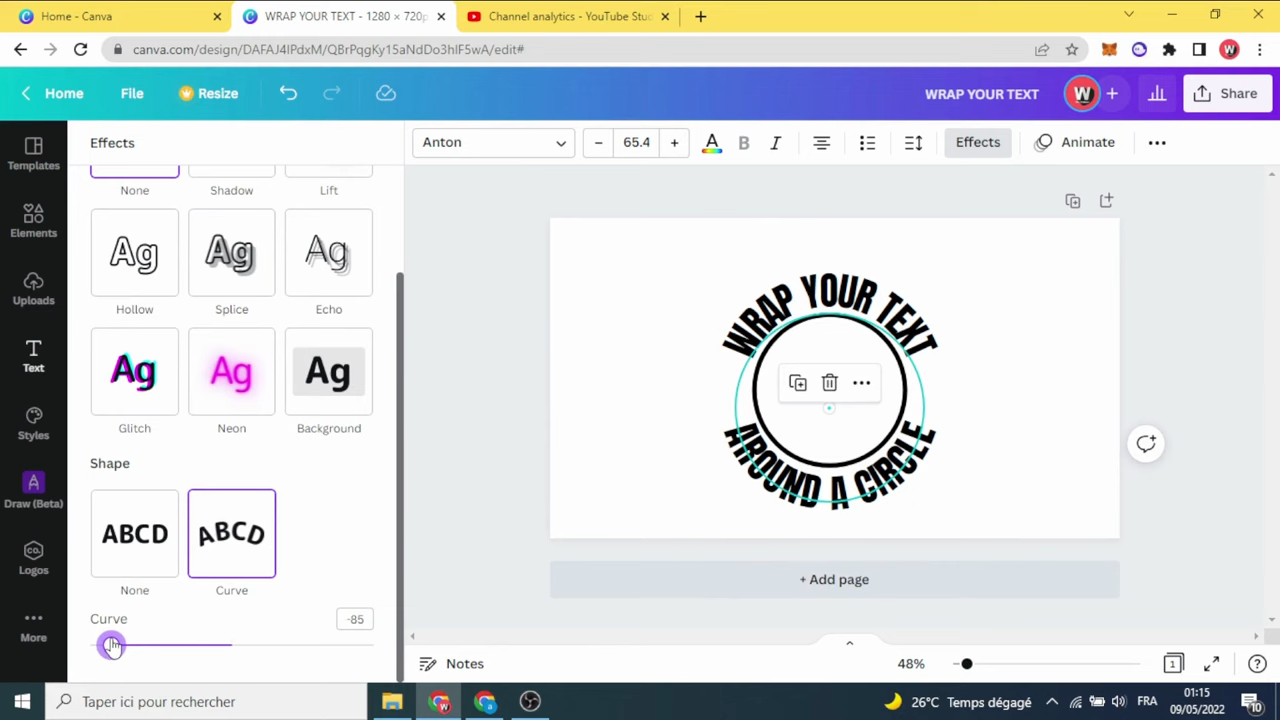 Home - Canva
WRAP YOUR TEXT - 1280 × 720p
Channel analytics - YouTube Stu
canva.com/design/DAFAJ4IPdxM/QBrPqgKy15aNdDo3hIF5wA/edit#
Home
File
Resize
WRAP YOUR TEXT
W
Share
Templates
Elements
Uploads
Text
Styles
Draw (Beta)
CO.
Logos
More
Effects
Anton
65.4
A
B
I
Effects
Animate
None
Shadow
Lift
Ag
Ag
Ag
Hollow
Splice
Echo
Ag
Ag
Ag
Glitch
Neon
Background
Shape
ABCD
ABCD
None
Curve
Curve
-85
WRAP YOUR TEXT
AROUND A CIRCLE
+ Add page
Notes
48%
1
Taper ici pour rechercher
26°C Temps dégagé
FRA
01:15
09/05/2022
10